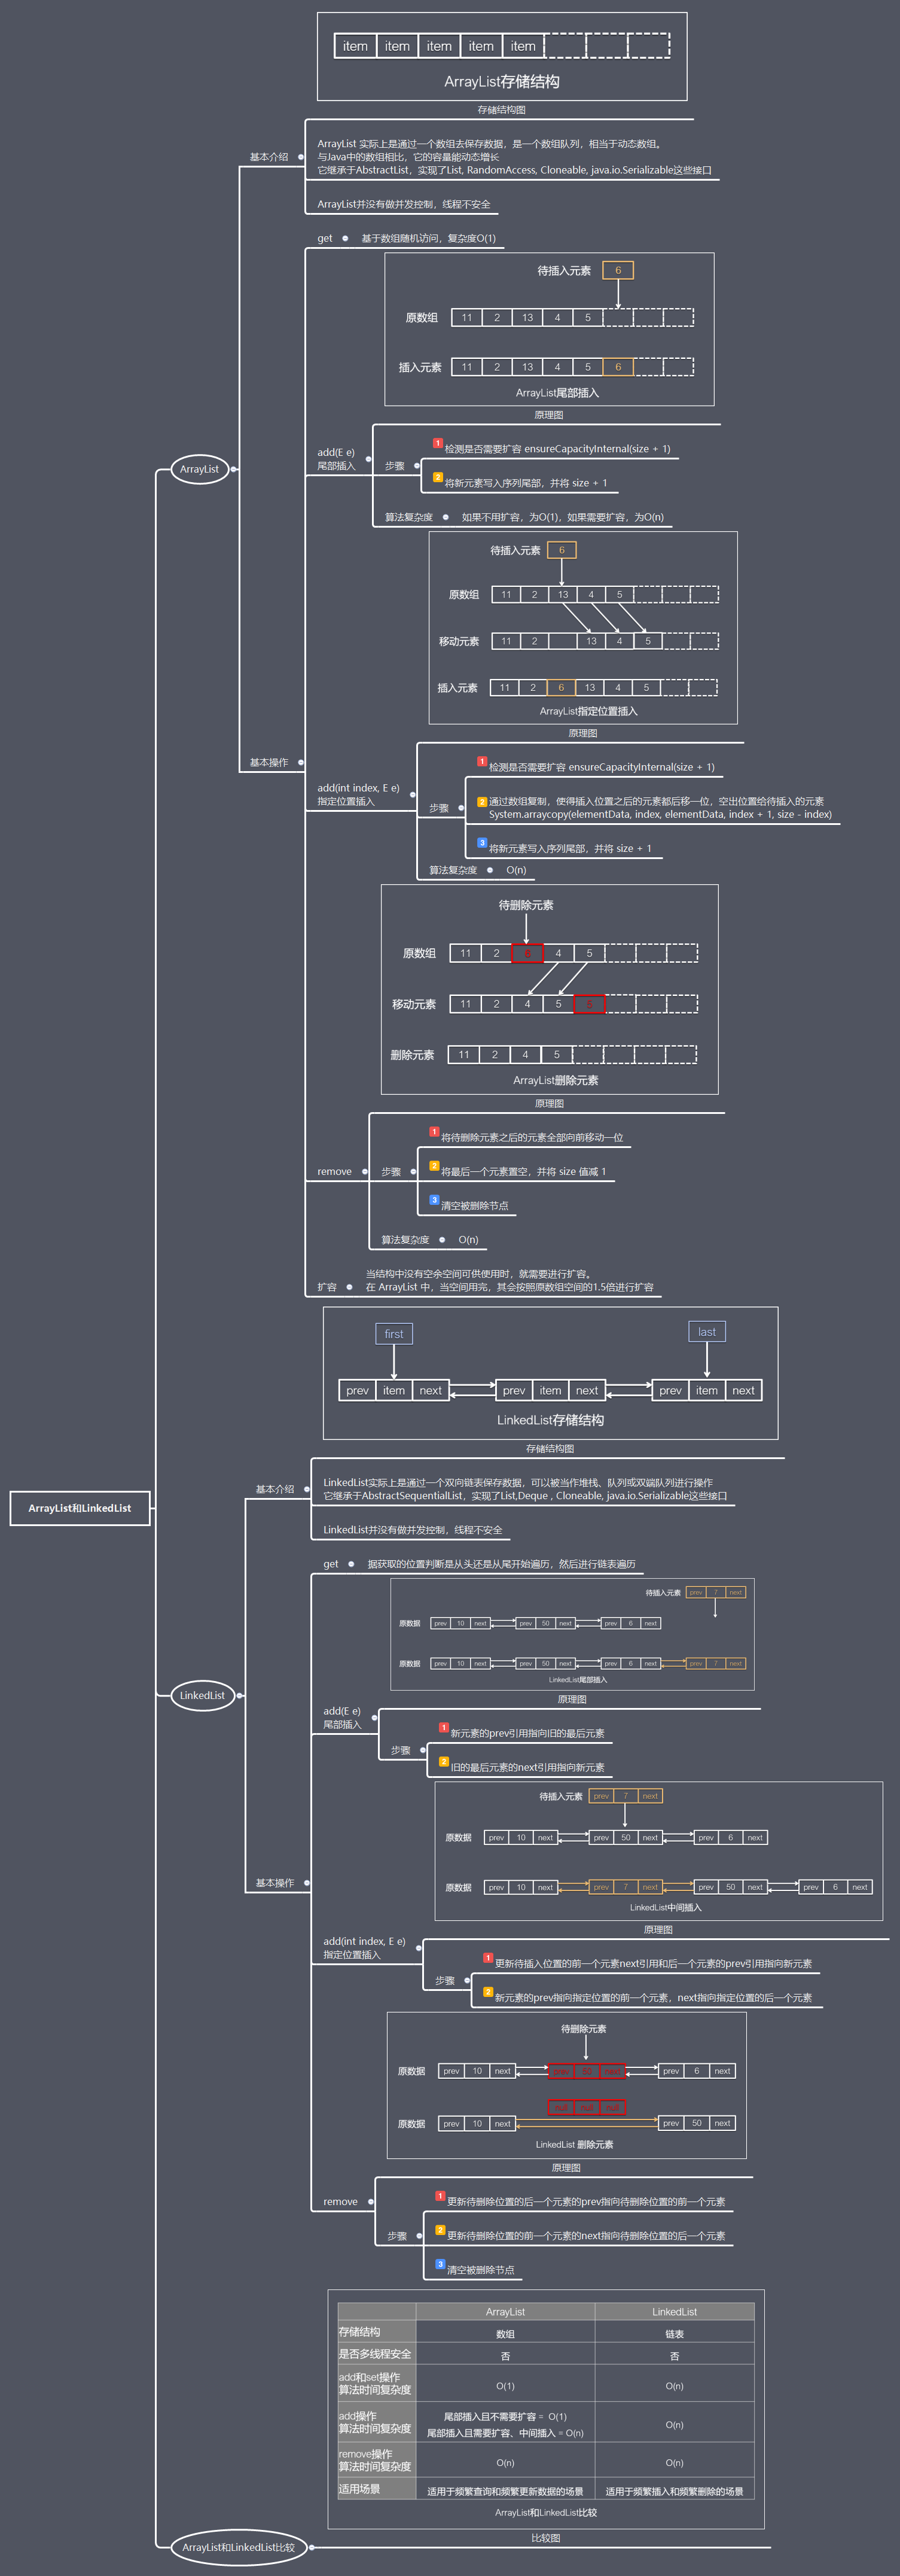 item item item item item
ArrayList存储结构
存储结构图
ArrayList 实际上是通过一个数组去保存数据，是一个数组队列，相当于动态数组。
与Java中的数组相比，它的容量能动态增长
它继承于AbstractList，实现了List, RandomAccess, Cloneable, java.io.Serializable这些接口
基本介绍
ArrayList并没有做并发控制，线程不安全
get 基于数组随机访问，复杂度O(1)
待插入元素 6
原数组 11 2 13 4 5
插入元素 11 2 13 4 5 6
ArrayList尾部插入
原理图
add(E e)
尾部插入
步骤
1 检测是否需要扩容 ensureCapacityInternal(size + 1)
2 将新元素写入序列尾部，并将 size + 1
算法复杂度 如果不用扩容，为O(1)，如果需要扩容，为O(n)
ArrayList
待插入元素 6
原数组 11 2 13 4 5
移动元素 11 2 13 4 5
插入元素 11 2 6 13 4 5
ArrayList指定位置插入
原理图
基本操作
add(int index, E e)
指定位置插入
步骤
1 检测是否需要扩容 ensureCapacityInternal(size + 1)
2 通过数组复制，使得插入位置之后的元素都后移一位，空出位置给待插入的元素
System.arraycopy(elementData, index, elementData, index + 1, size - index)
3 将新元素写入序列尾部，并将 size + 1
算法复杂度 O(n)
待删除元素
原数组 11 2 4 5
移动元素 11 2 4 5
删除元素 11 2 4 5
ArrayList删除元素
原理图
remove
步骤
1 将待删除元素之后的元素全部向前移动一位
2 将最后一个元素置空，并将 size 值减 1
3 清空被删除节点
算法复杂度 O(n)
扩容
当结构中没有空余空间可供使用时，就需要进行扩容。
在 ArrayList 中，当空间用完，其会按照原数组空间的1.5倍进行扩容
first last
prev item next prev item next prev item next
LinkedList存储结构
存储结构图
ArrayList和LinkedList
基本介绍
LinkedList实际上是通过一个双向链表保存数据，可以被当作堆栈、队列或双端队列进行操作
它继承于AbstractSequentialList，实现了List,Deque , Cloneable, java.io.Serializable这些接口
LinkedList并没有做并发控制，线程不安全
get 据获取的位置判断是从头还是从尾开始遍历，然后进行链表遍历
待插入元素 prev 7 next
原数据 prev 10 next prev 50 next prev 6 next
原数据 prev 10 next prev 50 next prev 6 next prev 7 next
LinkedList尾部插入
原理图
LinkedList
add(E e)
尾部插入
步骤
1 新元素的prev引用指向旧的最后元素
2 旧的最后元素的next引用指向新元素
待插入元素 prev 7 next
原数据 prev 10 next prev 50 next prev 6 next
原数据 prev 10 next prev 7 next prev 50 next prev 6 next
LinkedList中间插入
原理图
基本操作
add(int index, E e)
指定位置插入
步骤
1 更新待插入位置的前一个元素next引用和后一个元素的prev引用指向新元素
2 新元素的prev指向指定位置的前一个元素，next指向指定位置的后一个元素
待删除元素
原数据 prev 10 next prev 50 next prev 6 next
null null null
原数据 prev 10 next prev 50 next
LinkedList 删除元素
原理图
remove
步骤
1 更新待删除位置的后一个元素的prev指向待删除位置的前一个元素
2 更新待删除位置的前一个元素的next指向待删除位置的后一个元素
3 清空被删除节点
ArrayList LinkedList
存储结构 数组 链表
是否多线程安全 否 否
add和set操作
算法时间复杂度 O(1) O(n)
add操作
算法时间复杂度
尾部插入且不需要扩容 = O(1)
尾部插入且需要扩容、中间插入 = O(n)
O(n)
remove操作
算法时间复杂度 O(n) O(n)
适用场景 适用于频繁查询和频繁更新数据的场景 适用于频繁插入和频繁删除的场景
ArrayList和LinkedList比较
比较图
ArrayList和LinkedList比较